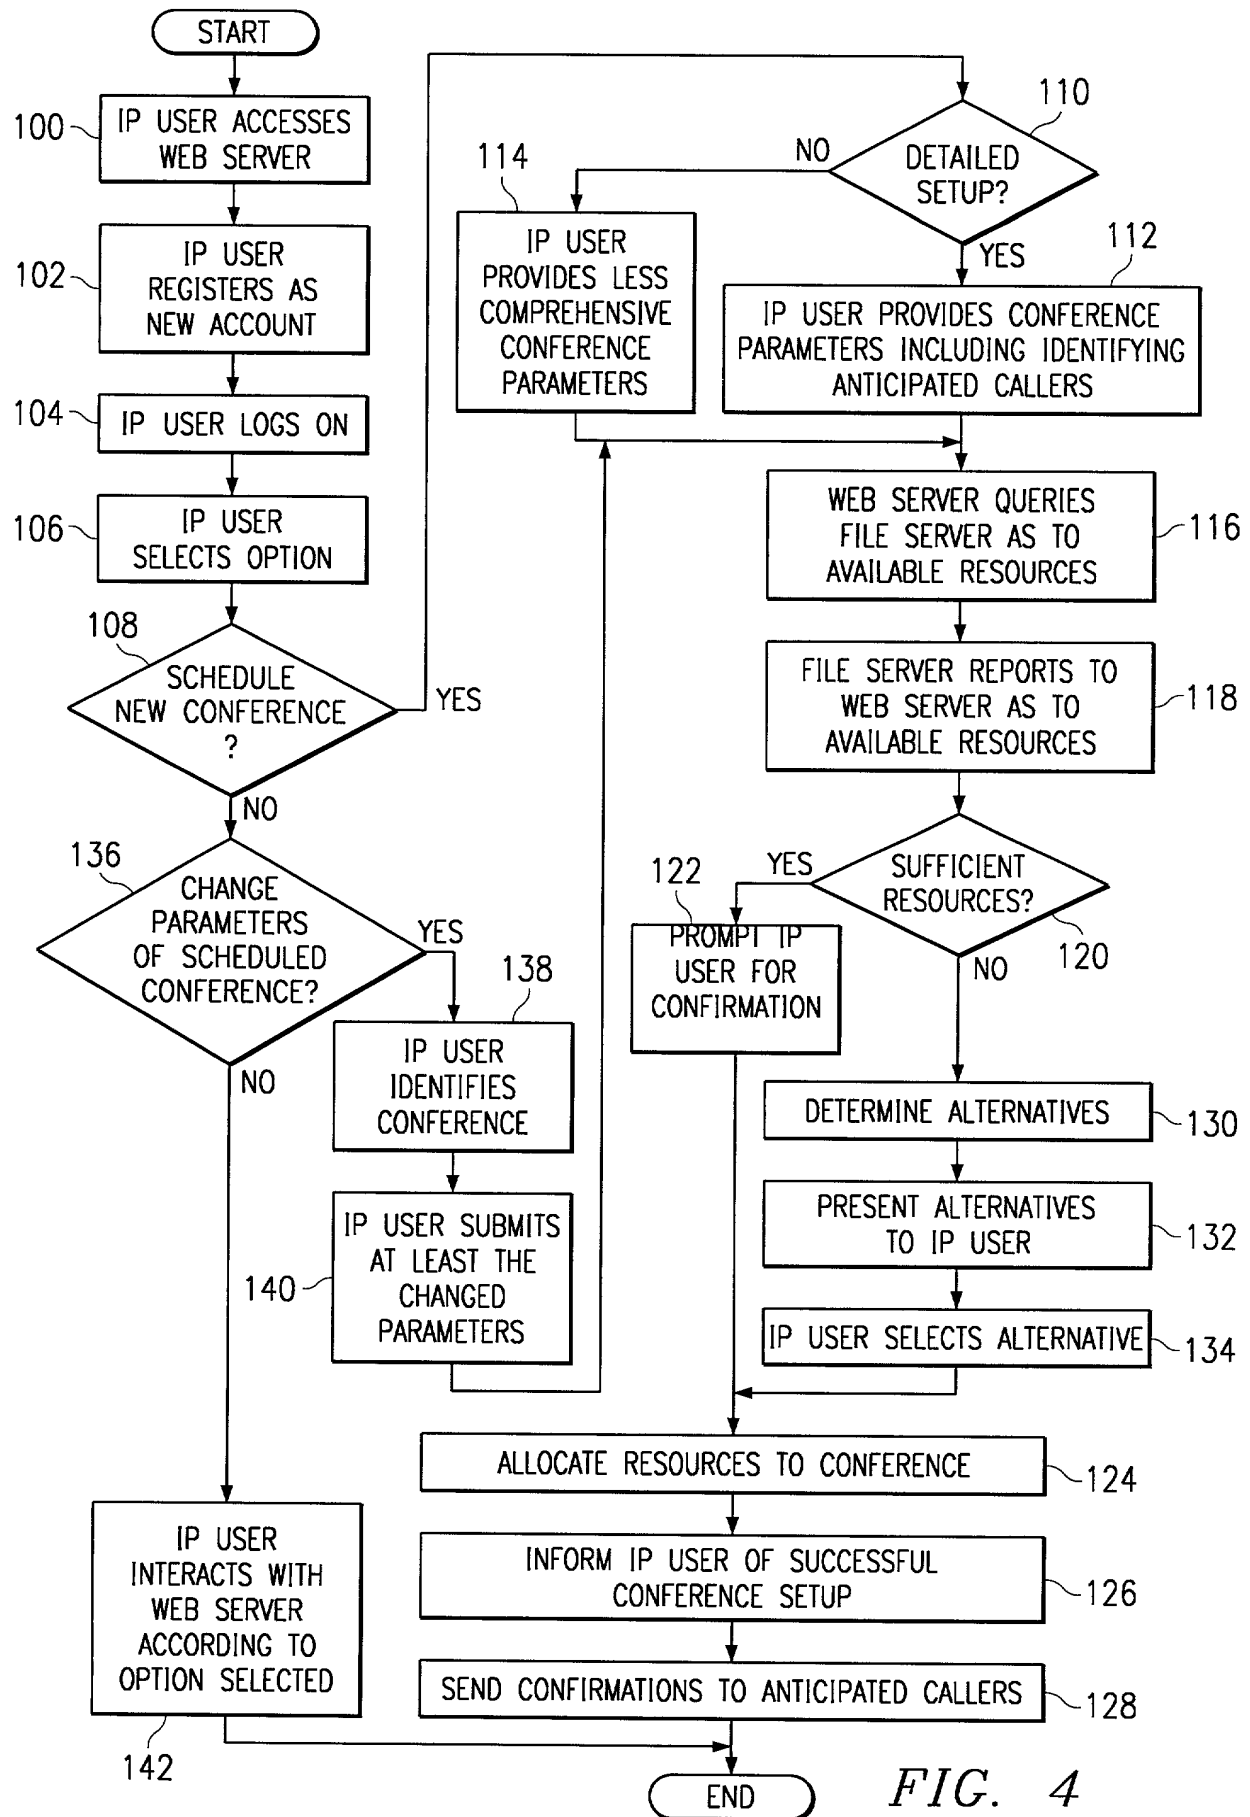 START
100
IP USER ACCESSES
WEB SERVER
102
IP USER
REGISTERS AS
NEW ACCOUNT
104
IP USER LOGS ON
106
IP USER
SELECTS OPTION
108
SCHEDULE
NEW CONFERENCE
?
YES
NO
110
DETAILED
SETUP?
NO
YES
114
IP USER
PROVIDES LESS
COMPREHENSIVE
CONFERENCE
PARAMETERS
112
IP USER PROVIDES CONFERENCE
PARAMETERS INCLUDING IDENTIFYING
ANTICIPATED CALLERS
WEB SERVER QUERIES
FILE SERVER AS TO
AVAILABLE RESOURCES
116
FILE SERVER REPORTS TO
WEB SERVER AS TO
AVAILABLE RESOURCES
118
SUFFICIENT
RESOURCES?
120
YES
NO
122
PROMPT IP
USER FOR
CONFIRMATION
136
CHANGE
PARAMETERS
OF SCHEDULED
CONFERENCE?
YES
NO
138
IP USER
IDENTIFIES
CONFERENCE
140
IP USER SUBMITS
AT LEAST THE
CHANGED
PARAMETERS
DETERMINE ALTERNATIVES
130
PRESENT ALTERNATIVES
TO IP USER
132
IP USER SELECTS ALTERNATIVE
134
ALLOCATE RESOURCES TO CONFERENCE
124
INFORM IP USER OF SUCCESSFUL
CONFERENCE SETUP
126
SEND CONFIRMATIONS TO ANTICIPATED CALLERS
128
IP USER
INTERACTS WITH
WEB SERVER
ACCORDING TO
OPTION SELECTED
142
END
FIG. 4